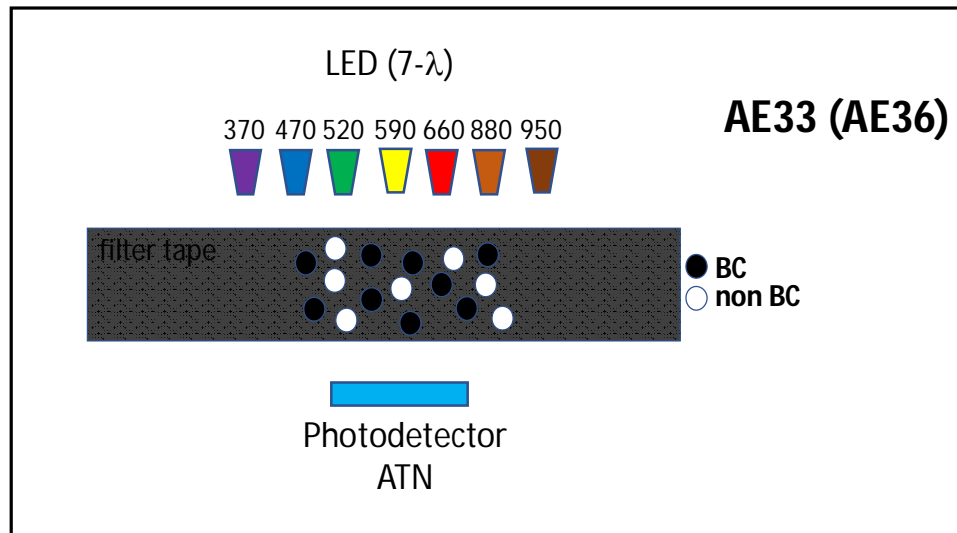 LED (7-λ)
AE33 (AE36)
370 470 520 590 660 880 950
filter tape
BC
non BC
Photodetector
ATN